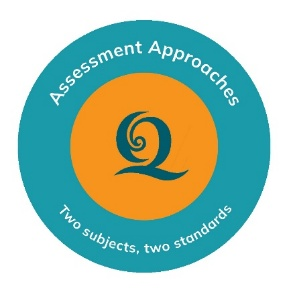 Assessment Approaches
Q
Two subjects, two standards